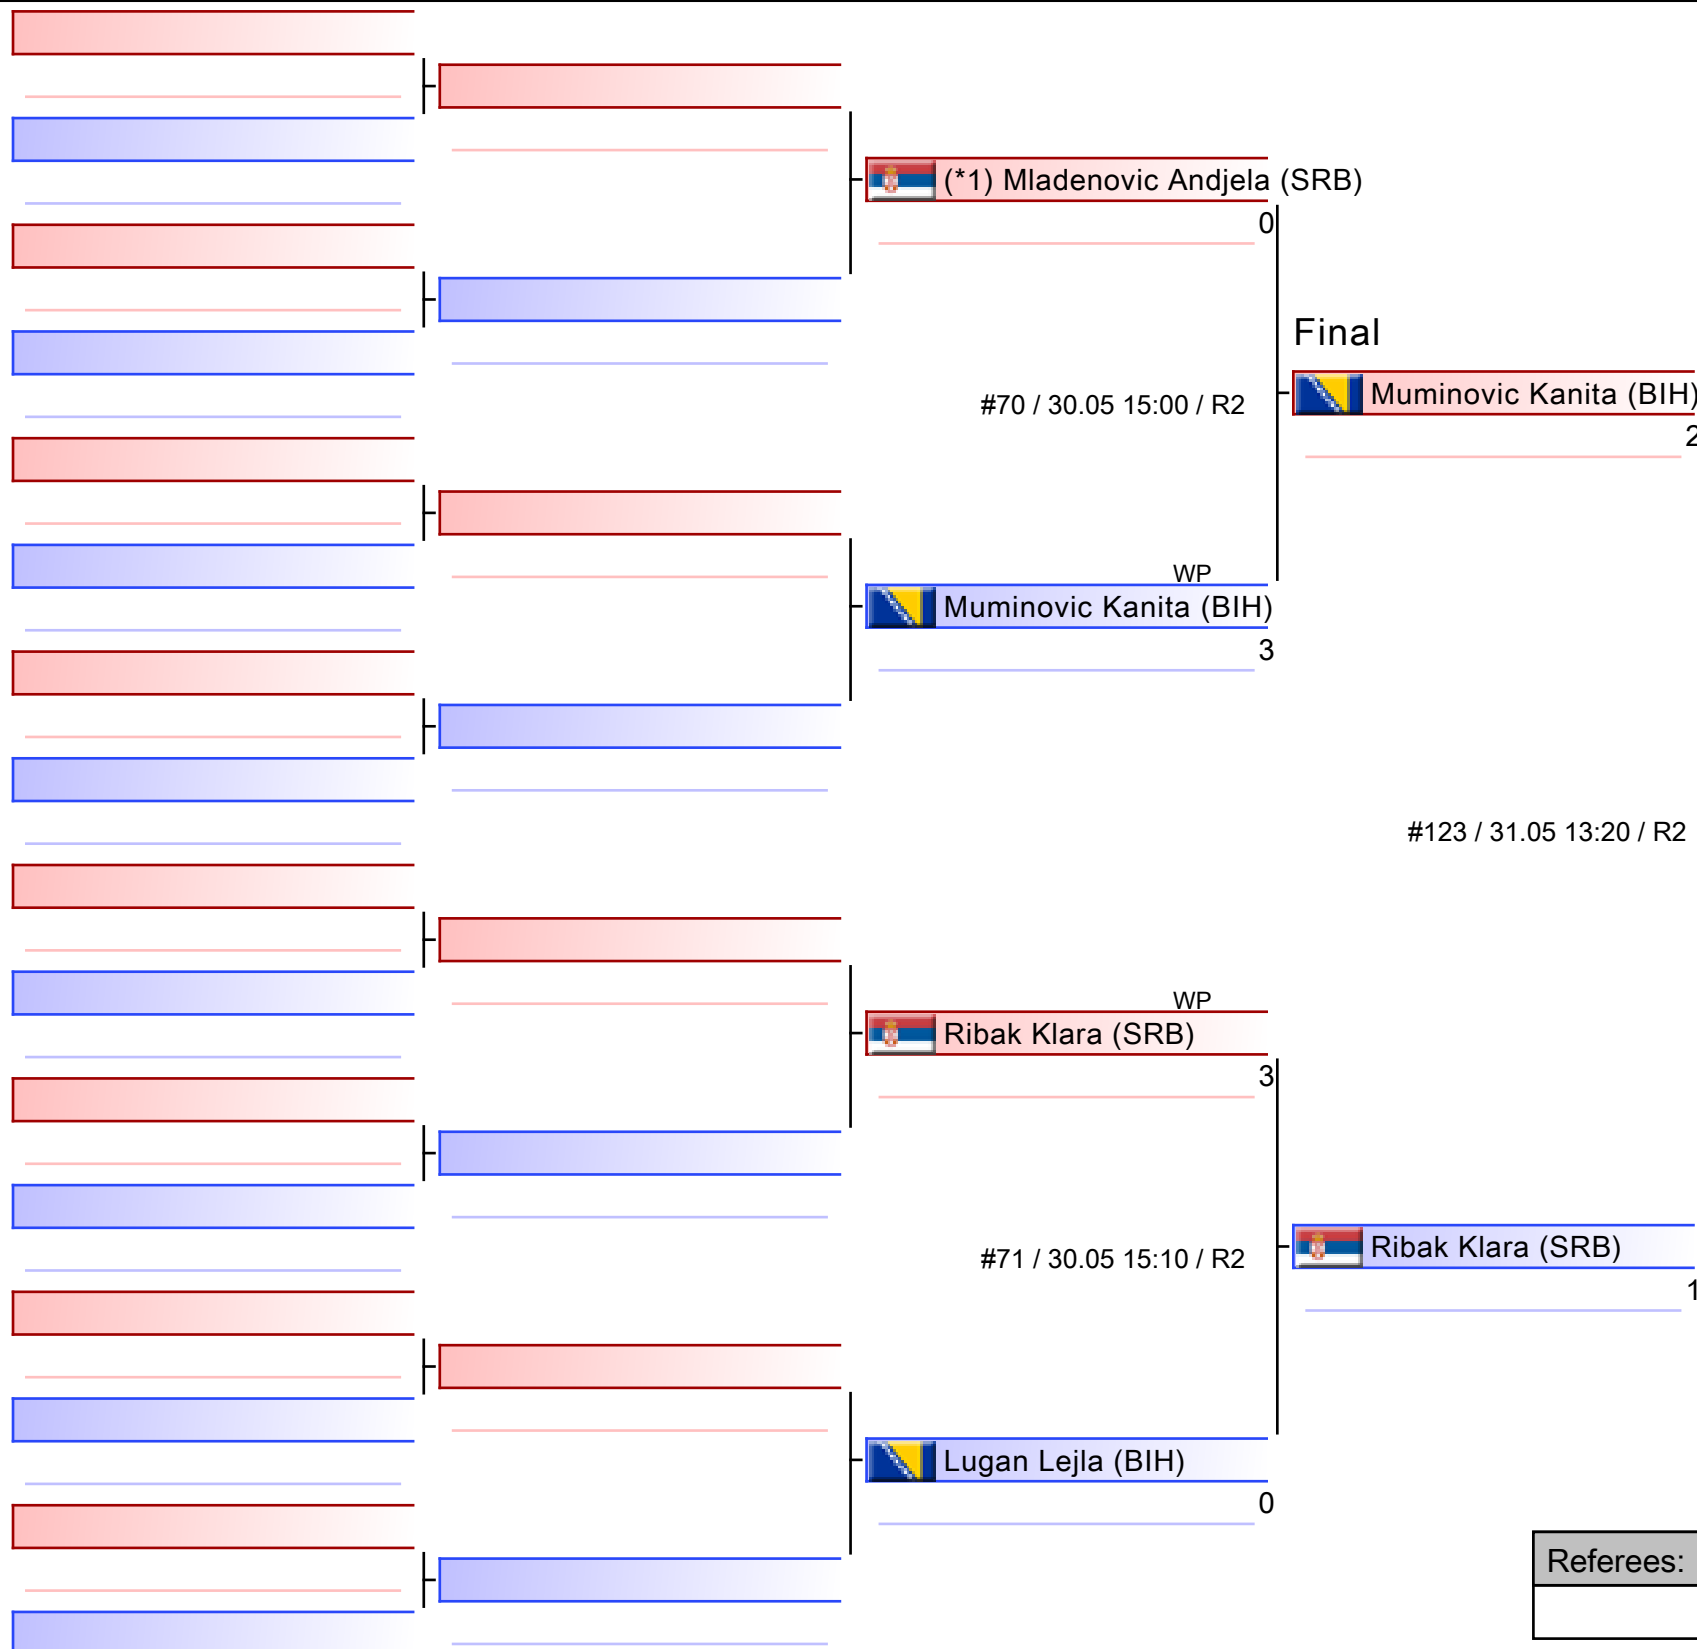 (*1) Mladenovic Andjela (SRB)
0
Final
Muminovic Kanita (BIH)
2
#70 / 30.05 15:00 / R2
WP
Muminovic Kanita (BIH)
3
#123 / 31.05 13:20 / R2
WP
Ribak Klara (SRB)
3
#71 / 30.05 15:10 / R2
Ribak Klara (SRB)
1
Lugan Lejla (BIH)
0
Referees: